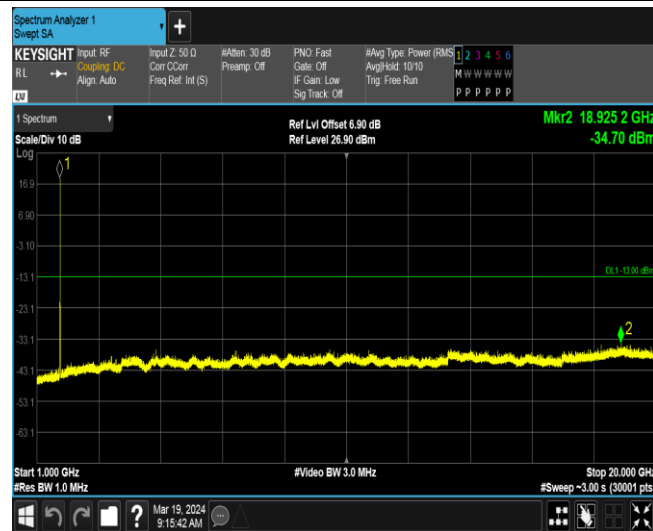 Spectrum Analyzer 1
Swept SA
+
KEYSIGHT
RL
LXI
Input: RF
Coupling: DC
Align: Auto
Input Z: 50 Ω
Corr CCorr
Freq Ref: Int (S)
#Atten: 30 dB
Preamp: Off
PNO: Fast
Gate: Off
IF Gain: Low
Sig Track: Off
#Avg Type: Power (RMS
Avg|Hold: 10/10
Trig: Free Run
1 2 3 4 5 6
M W W W W W
P P P P P P
1 Spectrum
Scale/Div 10 dB
Log
Ref Lvl Offset 6.90 dB
Ref Level 26.90 dBm
Mkr2 18.925 2 GHz
-34.70 dBm
1
16.9
6.90
-3.10
-13.1
DL1 -13.00 dBm
-23.1
-33.1
2
-43.1
-53.1
-63.1
Start 1.000 GHz
#Video BW 3.0 MHz
Stop 20.000 GHz
#Res BW 1.0 MHz
#Sweep ~3.00 s (30001 pts
?
Mar 19, 2024
9:15:42 AM